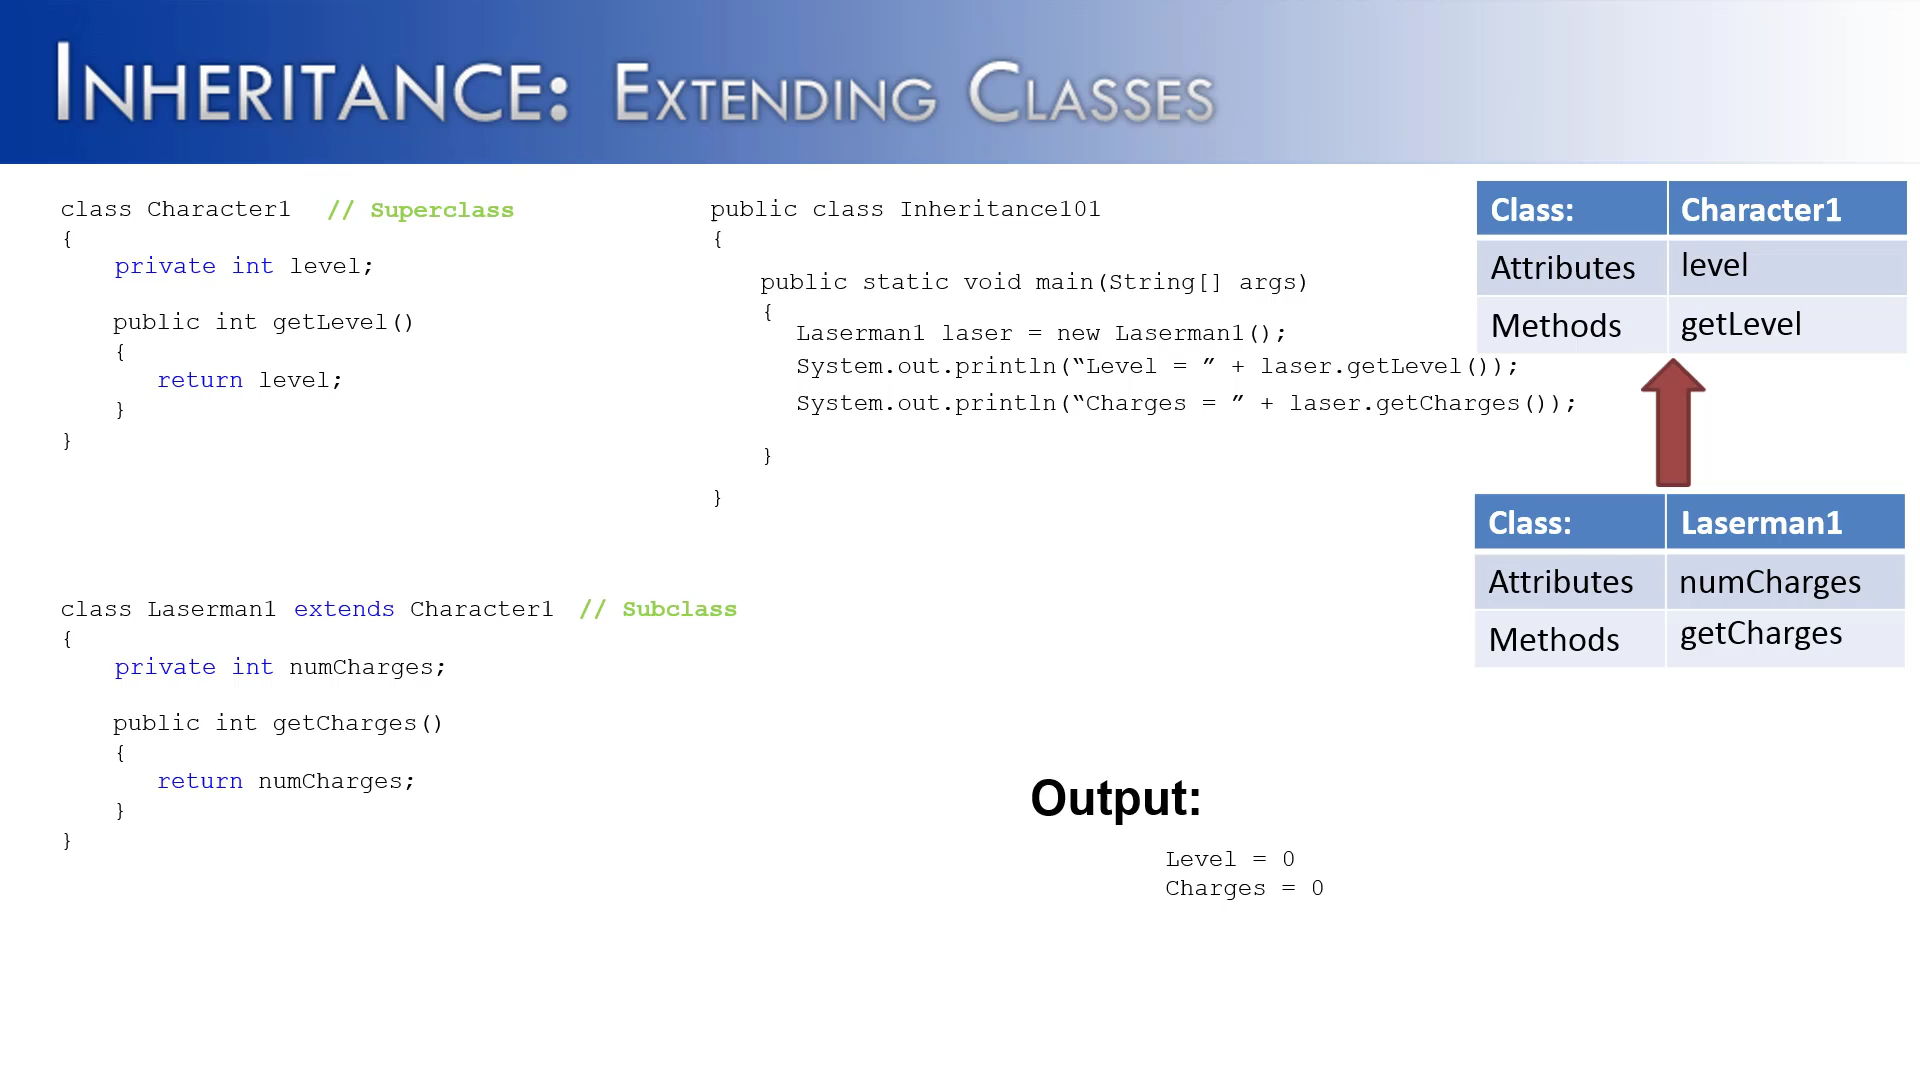 INHERITANCE: EXTENDING CLASSES
class Character1 // Superclass
{
private int level;
public int getLevel()
{
return level;
}
}
class Laserman1 extends Character1 // Subclass
{
private int numCharges;
public int getCharges()
{
return numCharges;
}
}
public class Inheritance101
{
public static void main(String[] args)
{
Laserman1 laser = new Laserman1();
System.out.println(“Level = ” + laser.getLevel());
System.out.println(“Charges = ” + laser.getCharges());
}
}
Class: Character1
Attributes level
Methods getLevel
Class: Laserman1
Attributes numCharges
Methods getCharges
Output:
Level = 0
Charges = 0